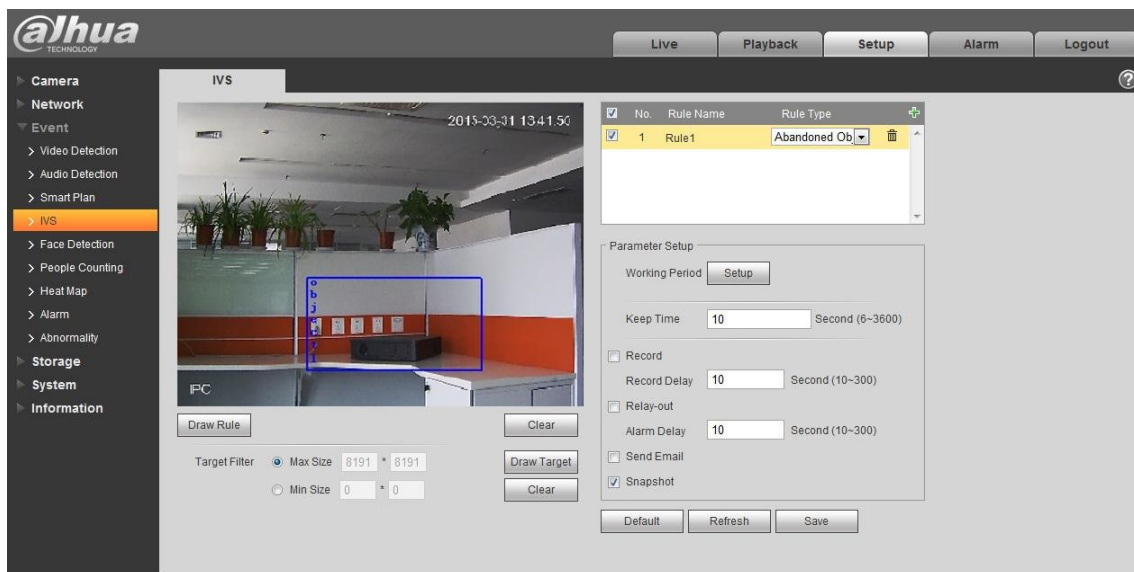 alhua
TECHNOLOGY
Live
Playback
Setup
Alarm
Logout
Camera
Network
Event
> Video Detection
> Audio Detection
> Smart Plan
> IVS
> Face Detection
> People Counting
> Heat Map
> Alarm
> Abnormality
Storage
System
Information
IVS
?
2015-03-31 13:41:50
object1
IPC
Draw Rule
Clear
Target Filter
Max Size 8191 * 8191
Draw Target
Min Size 0 * 0
Clear
No. Rule Name Rule Type
1 Rule1 Abandoned Ob
Parameter Setup
Working Period Setup
Keep Time 10 Second (6~3600)
Record
Record Delay 10 Second (10~300)
Relay-out
Alarm Delay 10 Second (10~300)
Send Email
Snapshot
Default
Refresh
Save